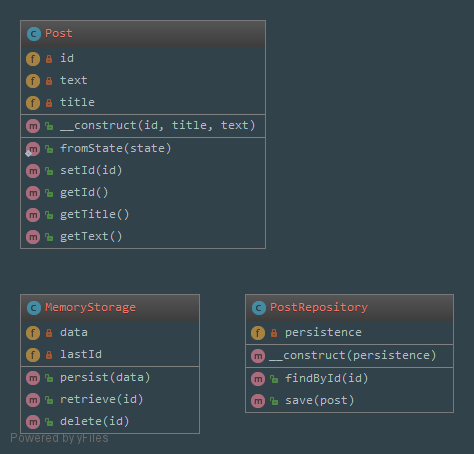 Post
id
text
title
__construct(id, title, text)
fromState(state)
setId(id)
getId()
getTitle()
getText()
MemoryStorage
data
lastId
persist(data)
retrieve(id)
delete(id)
PostRepository
persistence
__construct(persistence)
findById(id)
save(post)
Powered by yFiles